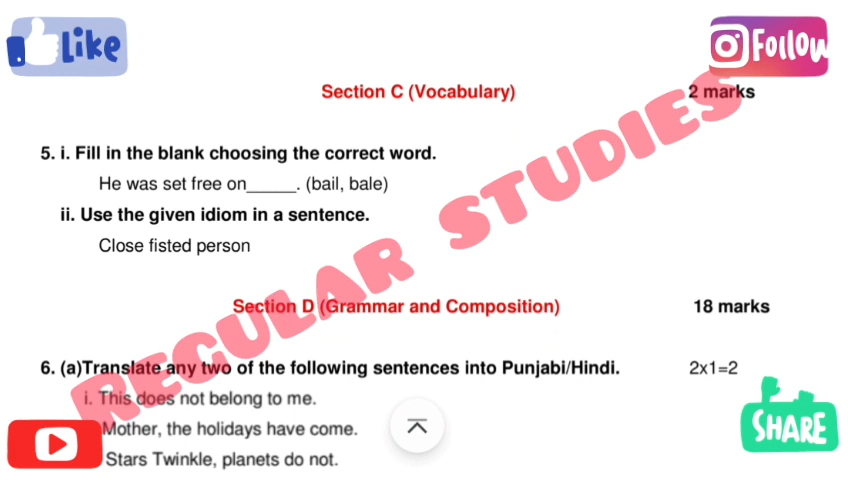 Like
Follow
Section C (Vocabulary) 2 marks
5. i. Fill in the blank choosing the correct word.
He was set free on_____. (bail, bale)
ii. Use the given idiom in a sentence.
Close fisted person
REGULAR STUDIES
Section D (Grammar and Composition) 18 marks
6. (a)Translate any two of the following sentences into Punjabi/Hindi. 2x1=2
i. This does not belong to me.
Mother, the holidays have come.
Stars Twinkle, planets do not.
SHARE